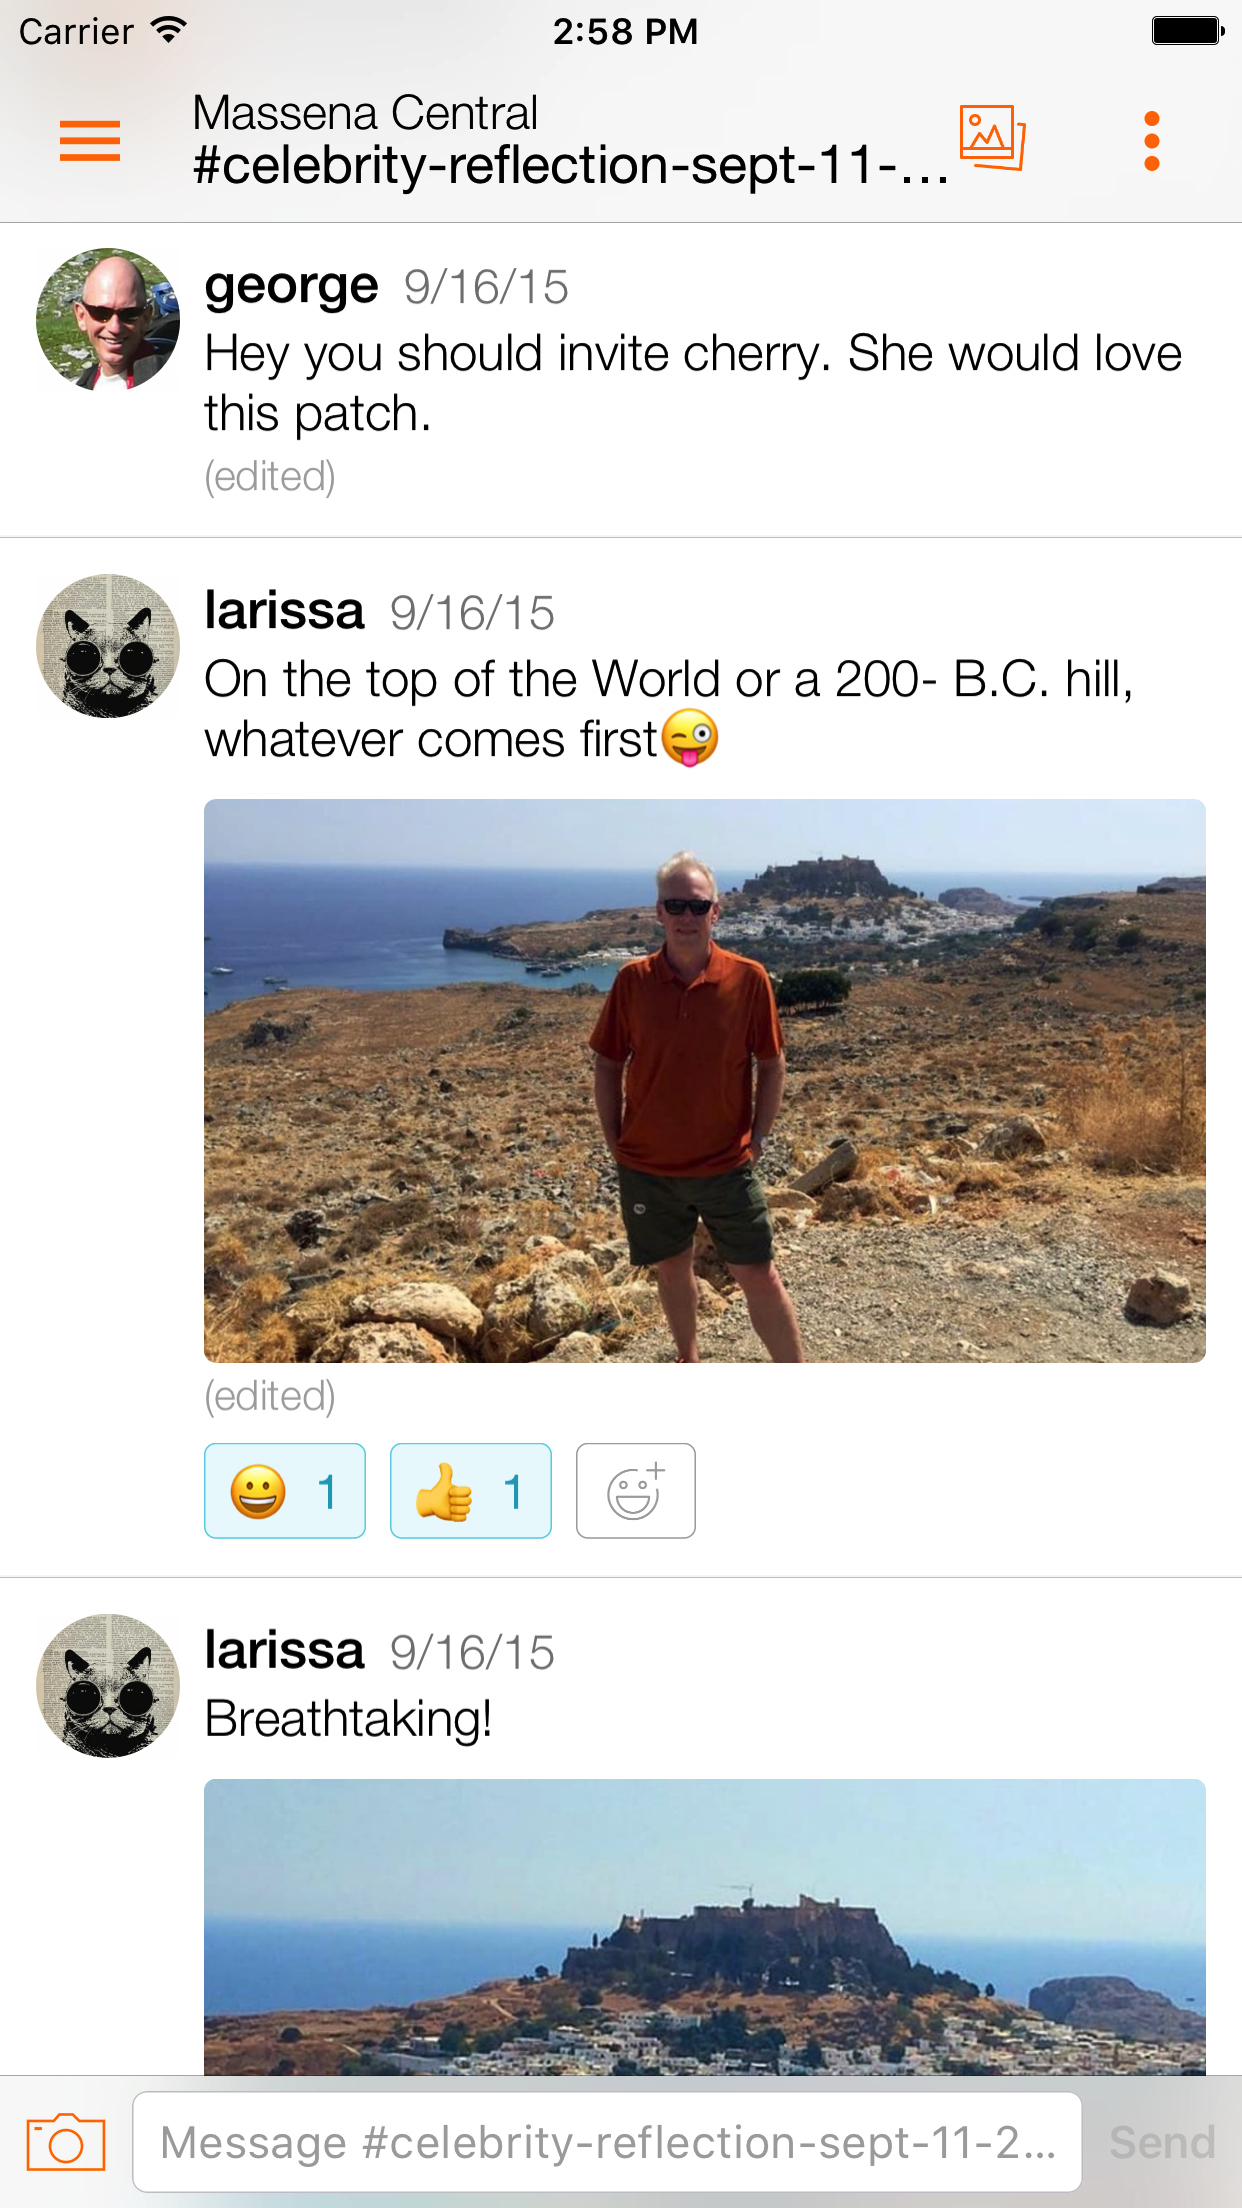 Carrier 2:58 PM
Massena Central
#celebrity-reflection-sept-11-...
george 9/16/15
Hey you should invite cherry. She would love
this patch.
(edited)
larissa 9/16/15
On the top of the World or a 200- B.C. hill,
whatever comes first😜
(edited)
😀 1 👍 1
larissa 9/16/15
Breathtaking!
Message #celebrity-reflection-sept-11-2... Send